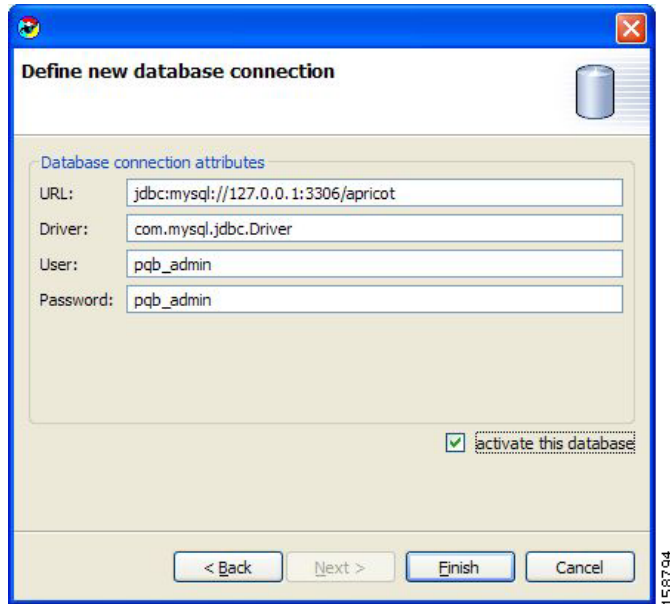 Define new database connection
Database connection attributes
URL: jdbc:mysql://127.0.0.1:3306/apricot
Driver: com.mysql.jdbc.Driver
User: pqb_admin
Password: pqb_admin
activate this database
< Back Next > Finish Cancel
158794